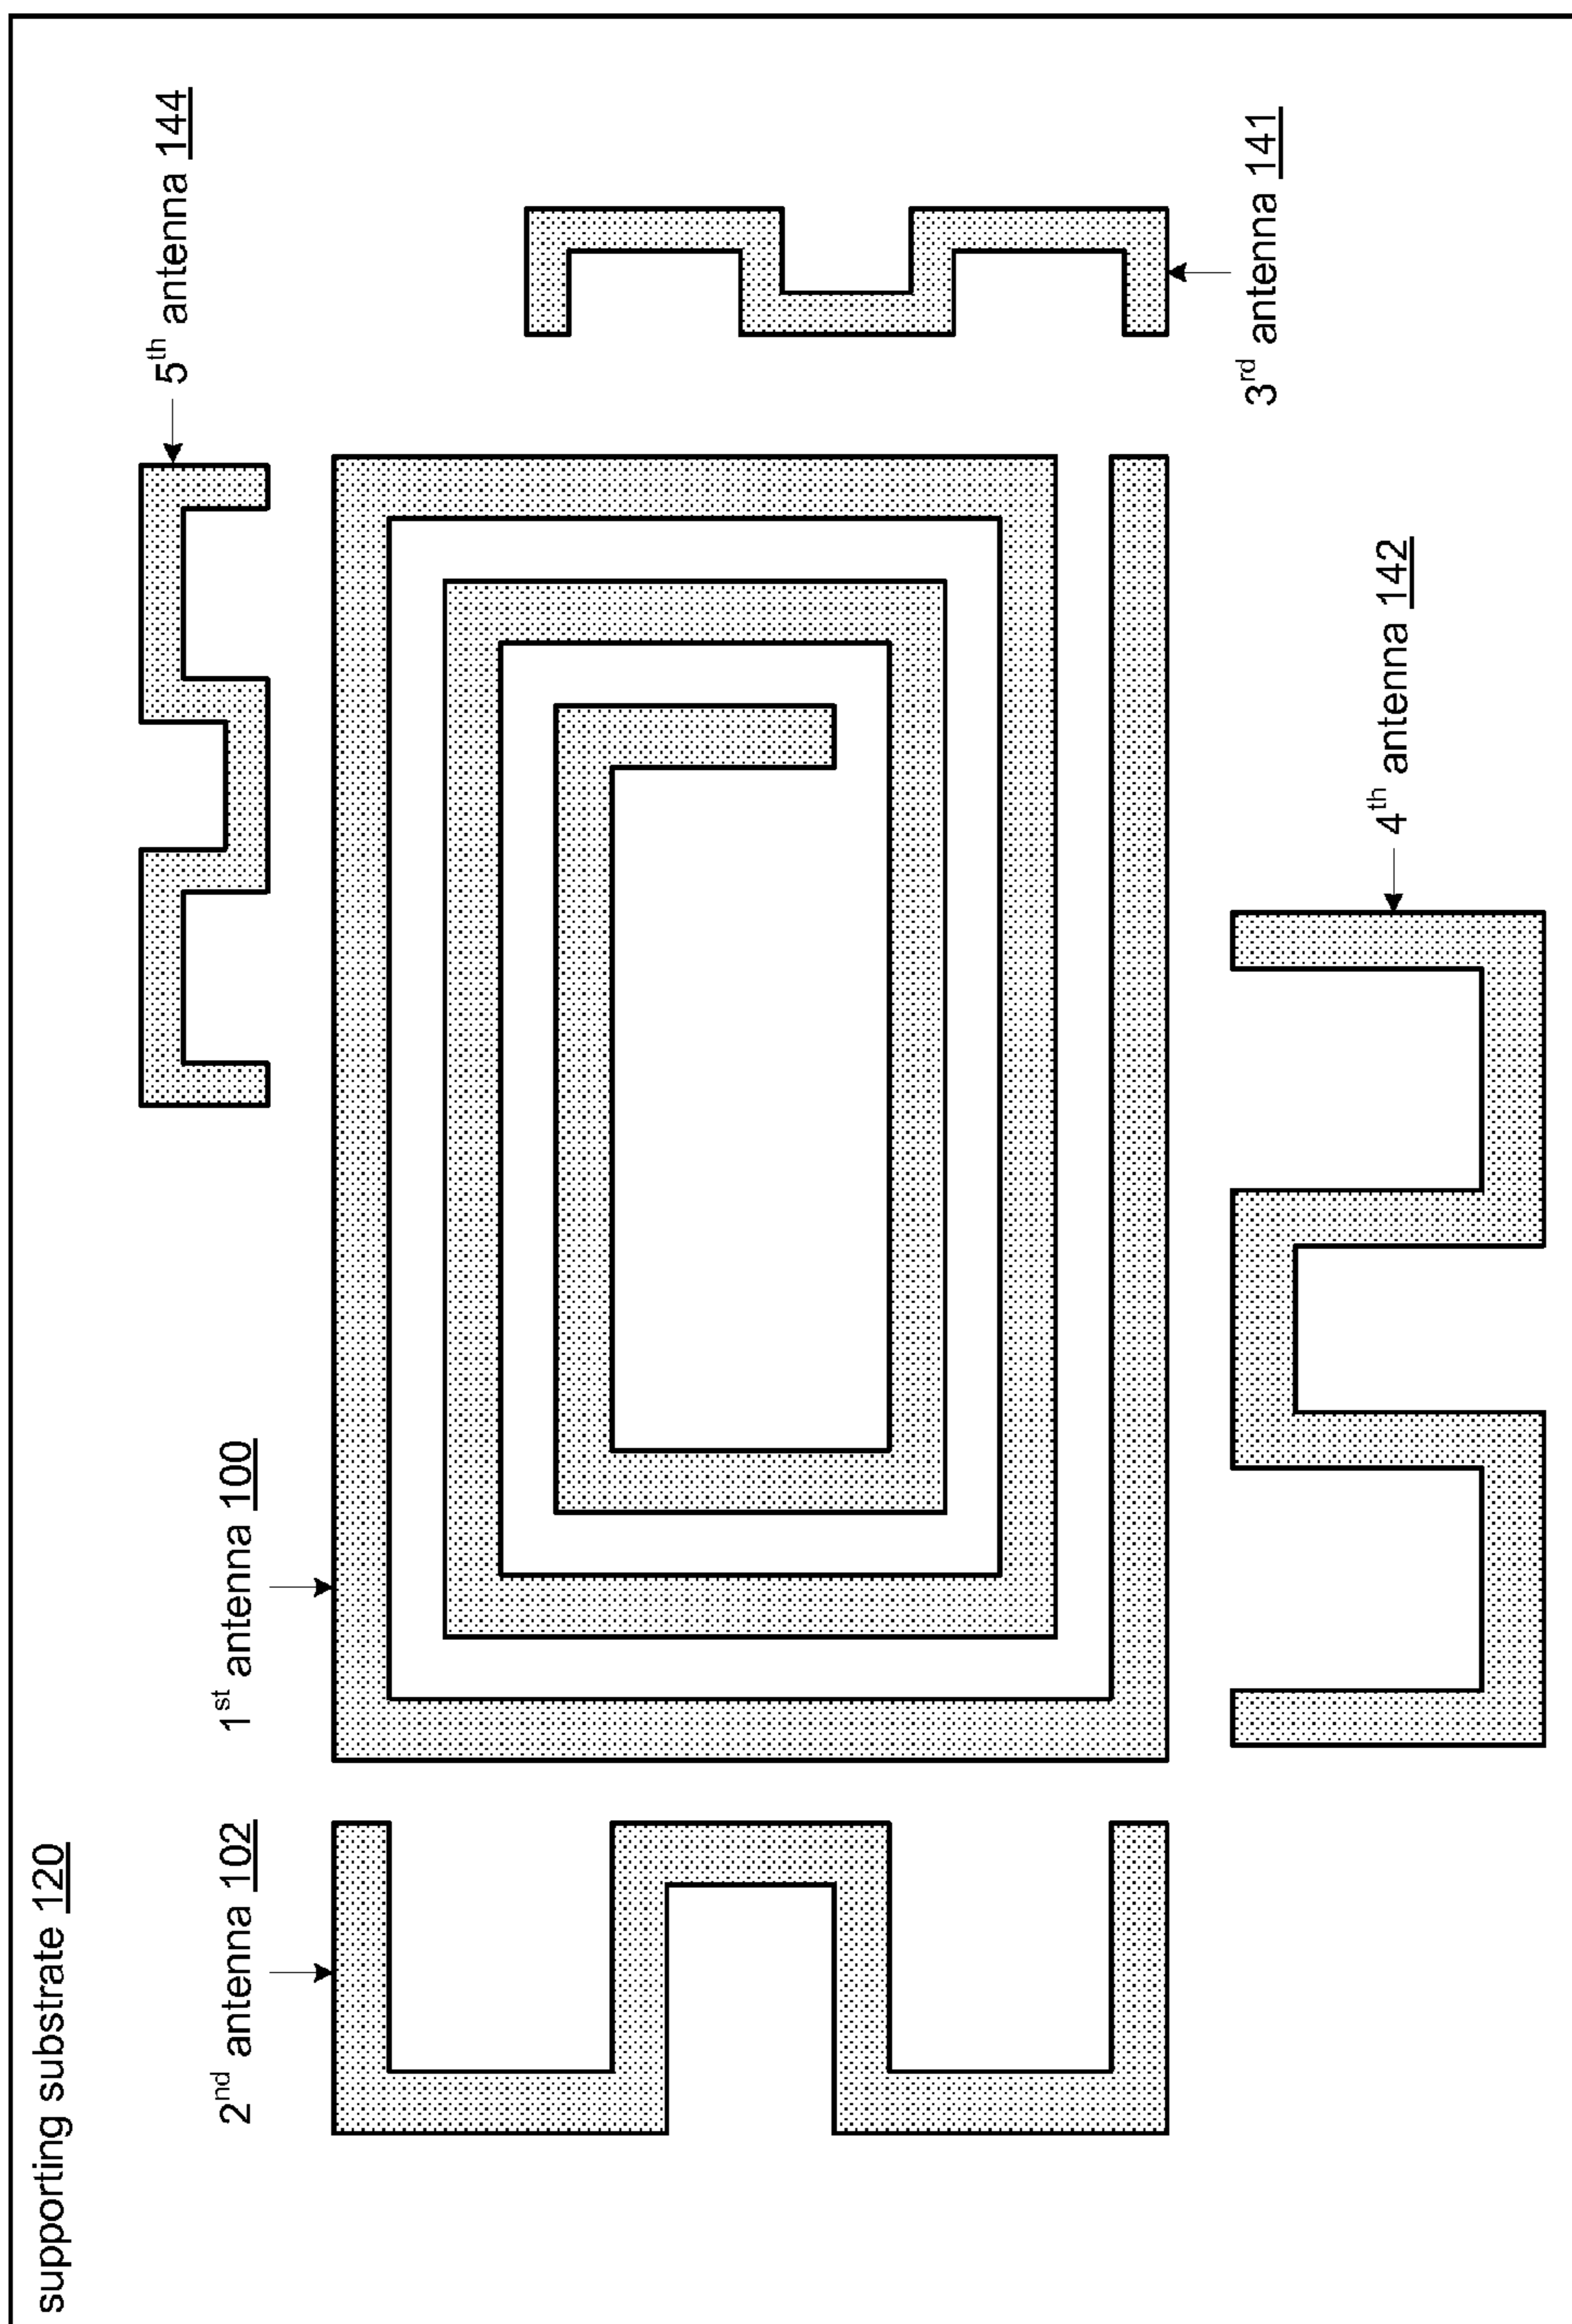 supporting substrate 120
2nd antenna 102
1st antenna 100
5th antenna 144
4th antenna 142
3rd antenna 141